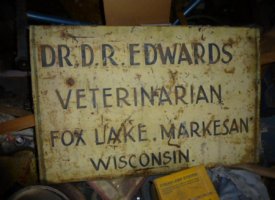 DR. D.R. EDWARDS
VETERINARIAN
FOX LAKE, MARKESAN
WISCONSIN.